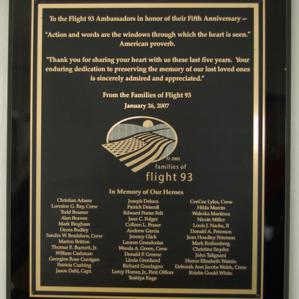 To the Flight 93 Ambassadors in honor of their Fifth Anniversary –
"Action and words are the windows through which the heart is seen."
American proverb.
"Thank you for sharing your heart with us these last five years. Your
enduring dedication to preserving the memory of our lost loved ones
is sincerely admired and appreciated."
From the Families of Flight 93
January 26, 2007
© 2002
families of
flight 93
In Memory of Our Heroes
Christian Adams
Lorraine G. Bay, Crew
Todd Beamer
Alan Beaven
Mark Bingham
Deora Bodley
Sandra W. Bradshaw, Crew
Marion Britton
Thomas E. Burnett, Jr.
William Cashman
Georgine Rose Corrigan
Patricia Cushing
Jason Dahl, Capt.
Joseph Deluca
Patrick Driscoll
Edward Porter Felt
Jane C. Folger
Colleen L. Fraser
Andrew Garcia
Jeremy Glick
Lauren Grandcolas
Wanda A. Green, Crew
Donald F. Greene
Linda Gronlund
Richard Guadagno
Leroy Homer, Jr., First Officer
Toshiya Kuge
CeeCee Lyles, Crew
Hilda Marcin
Waleska Martinez
Nicole Miller
Louis J. Nacke, II
Donald A. Peterson
Jean Hoadley Peterson
Mark Rothenberg
Christine Snyder
John Talignani
Honor Elizabeth Wainio
Deborah Ann Jacobs Welsh, Crew
Kristin Gould White